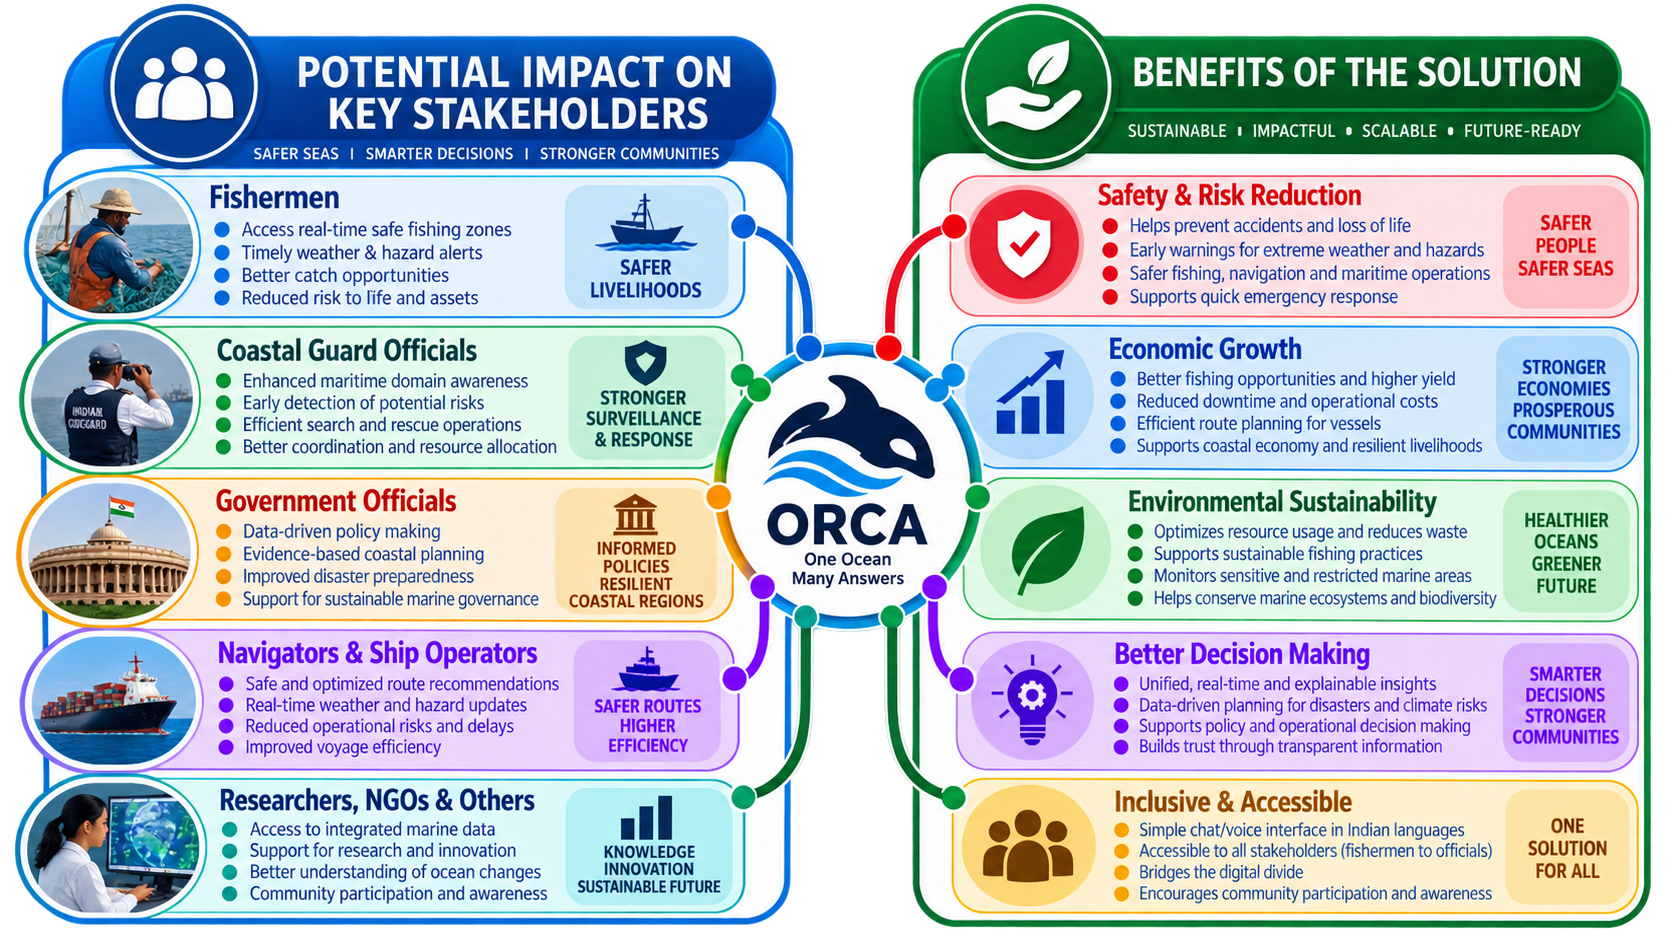 POTENTIAL IMPACT ON
KEY STAKEHOLDERS
SAFER SEAS | SMARTER DECISIONS | STRONGER COMMUNITIES
Fishermen
Access real-time safe fishing zones
Timely weather & hazard alerts
Better catch opportunities
Reduced risk to life and assets
SAFER
LIVELIHOODS
Coastal Guard Officials
Enhanced maritime domain awareness
Early detection of potential risks
Efficient search and rescue operations
Better coordination and resource allocation
STRONGER
SURVEILLANCE
& RESPONSE
Government Officials
Data-driven policy making
Evidence-based coastal planning
Improved disaster preparedness
Support for sustainable marine governance
INFORMED
POLICIES
RESILIENT
COASTAL REGIONS
Navigators & Ship Operators
Safe and optimized route recommendations
Real-time weather and hazard updates
Reduced operational risks and delays
Improved voyage efficiency
SAFER ROUTES
HIGHER
EFFICIENCY
Researchers, NGOs & Others
Access to integrated marine data
Support for research and innovation
Better understanding of ocean changes
Community participation and awareness
KNOWLEDGE
INNOVATION
SUSTAINABLE FUTURE
ORCA
One Ocean
Many Answers
BENEFITS OF THE SOLUTION
SUSTAINABLE • IMPACTFUL • SCALABLE • FUTURE-READY
Safety & Risk Reduction
Helps prevent accidents and loss of life
Early warnings for extreme weather and hazards
Safer fishing, navigation and maritime operations
Supports quick emergency response
SAFER
PEOPLE
SAFER SEAS
Economic Growth
Better fishing opportunities and higher yield
Reduced downtime and operational costs
Efficient route planning for vessels
Supports coastal economy and resilient livelihoods
STRONGER
ECONOMIES
PROSPEROUS
COMMUNITIES
Environmental Sustainability
Optimizes resource usage and reduces waste
Supports sustainable fishing practices
Monitors sensitive and restricted marine areas
Helps conserve marine ecosystems and biodiversity
HEALTHIER
OCEANS
GREENER
FUTURE
Better Decision Making
Unified, real-time and explainable insights
Data-driven planning for disasters and climate risks
Supports policy and operational decision making
Builds trust through transparent information
SMARTER
DECISIONS
STRONGER
COMMUNITIES
Inclusive & Accessible
Simple chat/voice interface in Indian languages
Accessible to all stakeholders (fishermen to officials)
Bridges the digital divide
Encourages community participation and awareness
ONE
SOLUTION
FOR ALL